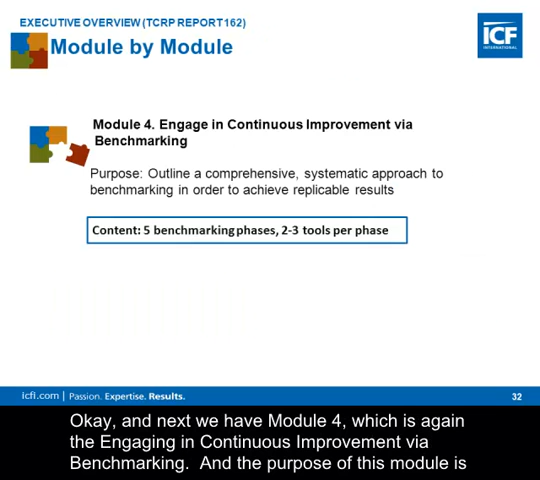 EXECUTIVE OVERVIEW (TCRP REPORT 162)
Module by Module
ICF
INTERNATIONAL
Module 4. Engage in Continuous Improvement via
Benchmarking
Purpose: Outline a comprehensive, systematic approach to
benchmarking in order to achieve replicable results
Content: 5 benchmarking phases, 2-3 tools per phase
icfi.com | Passion. Expertise. Results.
32
Okay, and next we have Module 4, which is again
the Engaging in Continuous Improvement via
Benchmarking. And the purpose of this module is